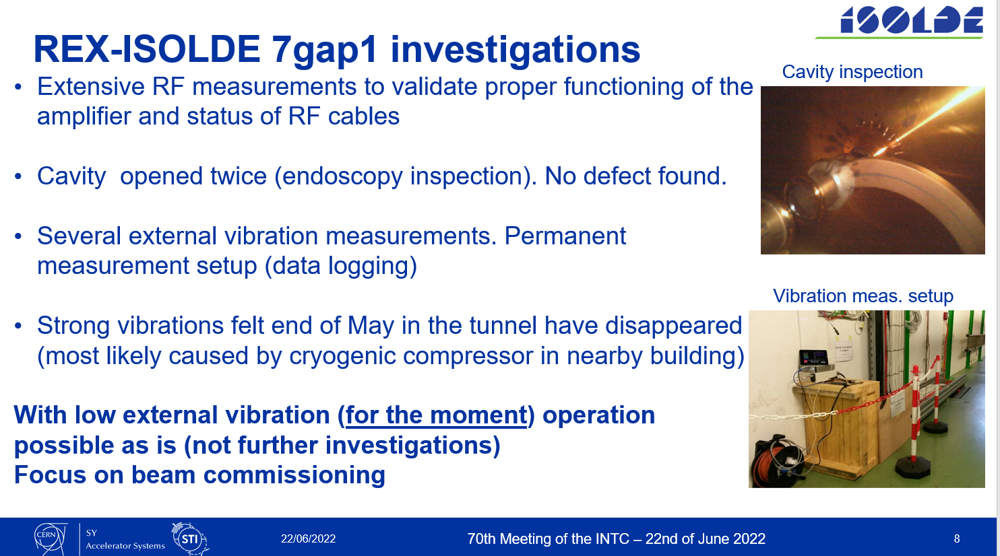 ISOLDE
REX-ISOLDE 7gap1 investigations
• Extensive RF measurements to validate proper functioning of the
amplifier and status of RF cables
• Cavity  opened twice (endoscopy inspection). No defect found.
• Several external vibration measurements. Permanent
measurement setup (data logging)
• Strong vibrations felt end of May in the tunnel have disappeared
(most likely caused by cryogenic compressor in nearby building)
With low external vibration (for the moment) operation
possible as is (not further investigations)
Focus on beam commissioning
Cavity inspection
Vibration meas. setup
CERN
SY
Accelerator Systems
STI
22/06/2022
70th Meeting of the INTC – 22nd of June 2022
8